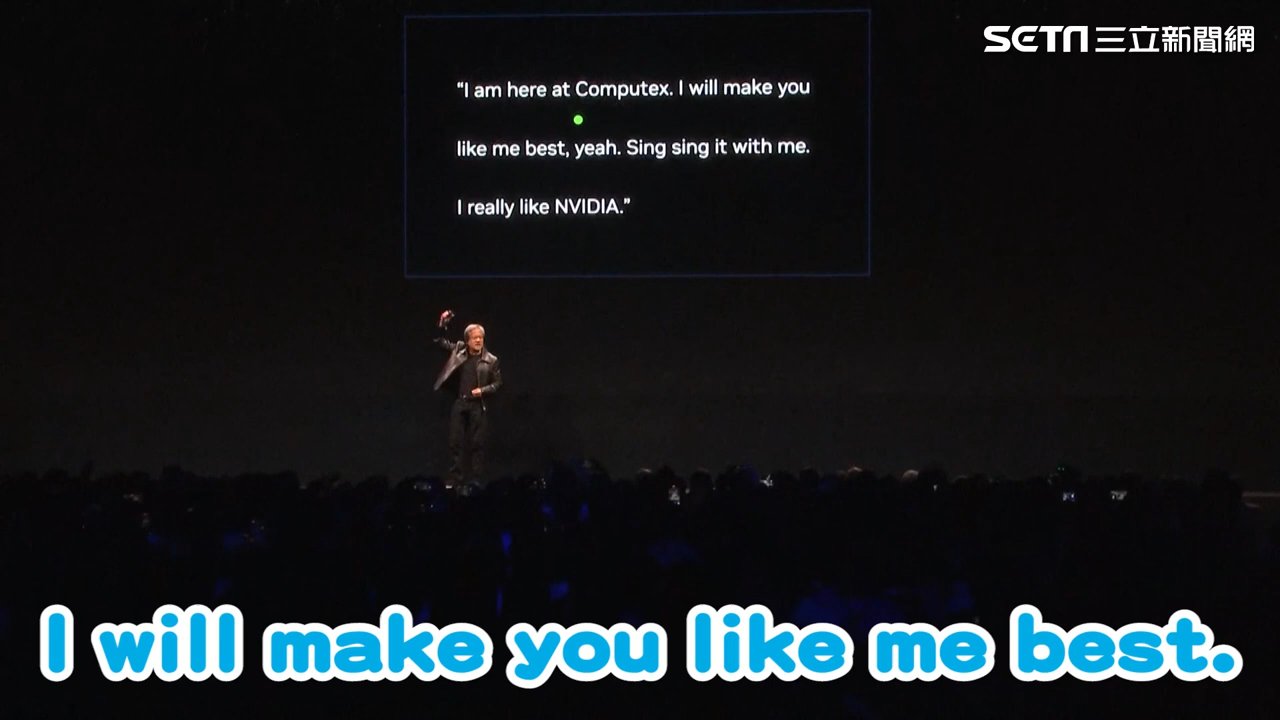 SETN三立新聞網
“I am here at Computex. I will make you
like me best, yeah. Sing sing it with me.
I really like NVIDIA.”
I will make you like me best.